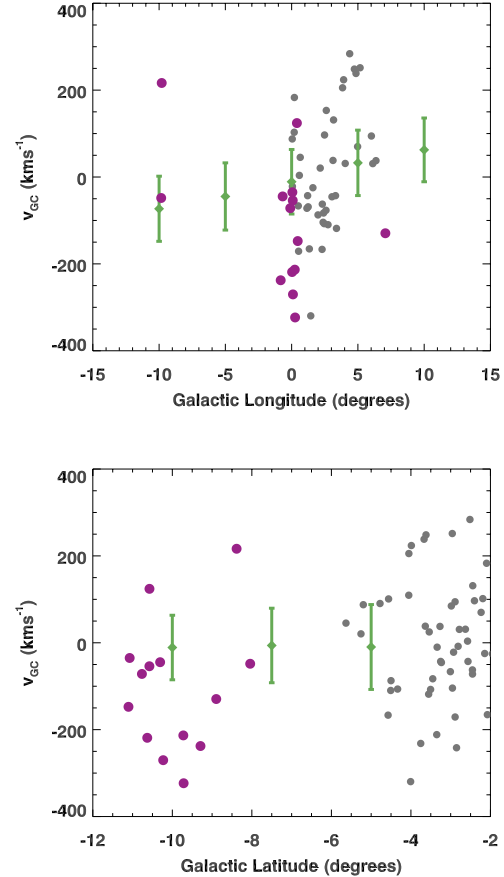 400
200
0
-200
-400
v_GC (kms^-1)
-15 -10 -5 0 5 10 15
Galactic Longitude (degrees)
400
200
0
-200
-400
v_GC (kms^-1)
-12 -10 -8 -6 -4 -2
Galactic Latitude (degrees)